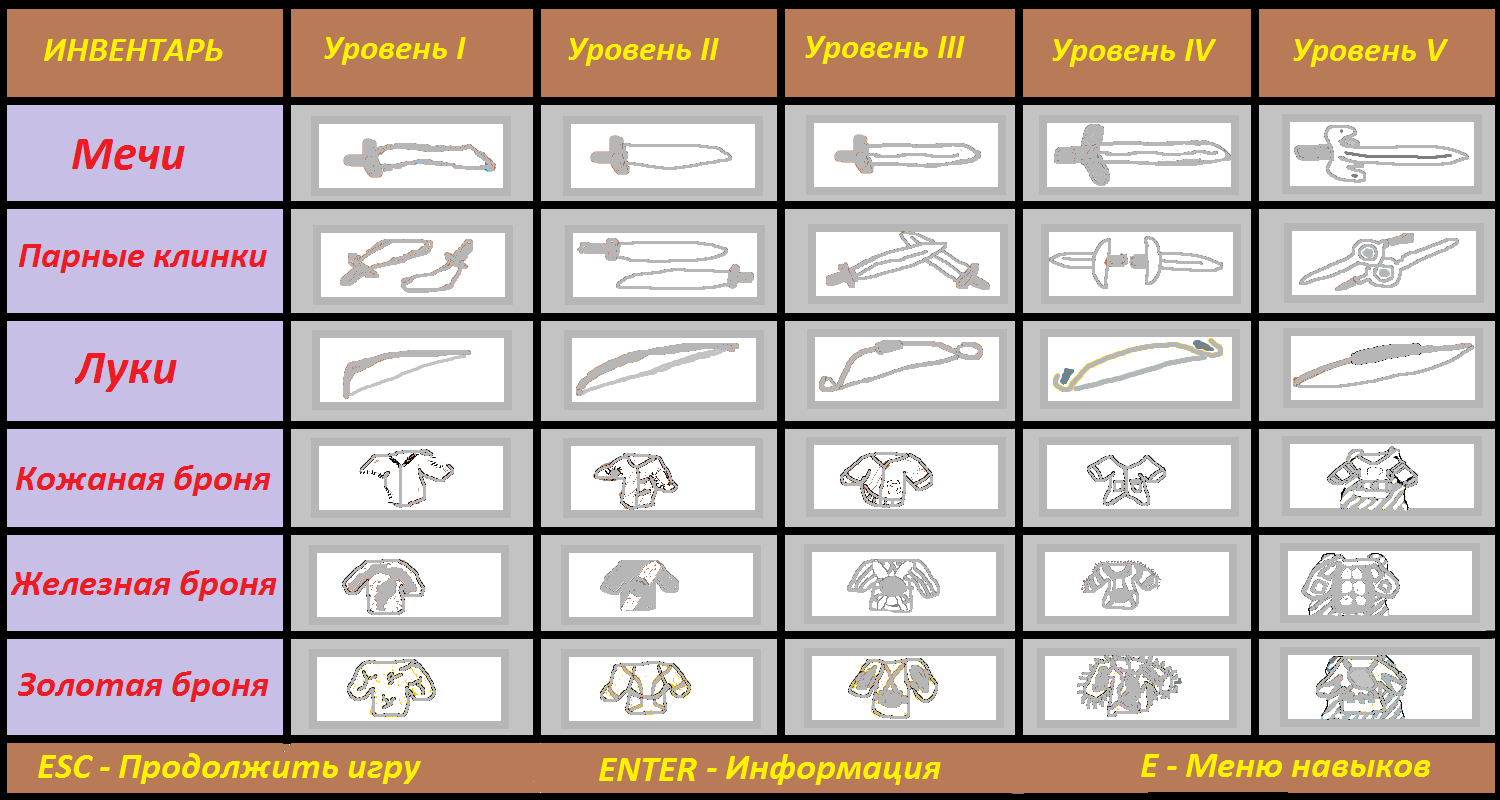 ИНВЕНТАРЬ Уровень I Уровень II Уровень III Уровень IV Уровень V
Мечи
Парные клинки
Луки
Кожаная броня
Железная броня
Золотая броня
ESC - Продолжить игру ENTER - Информация E - Меню навыков